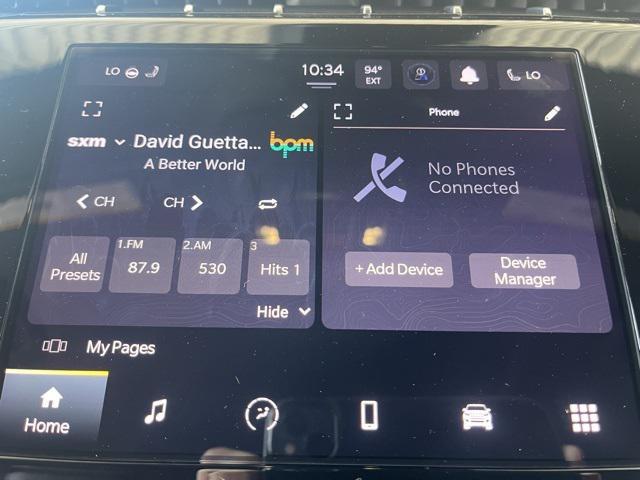 LO
10:34
94°
EXT
LO
sxm David Guetta... bpm
A Better World
Phone
No Phones
Connected
CH
CH
All
Presets
1.FM
87.9
2.AM
530
3
Hits 1
+ Add Device
Device
Manager
Hide
My Pages
Home